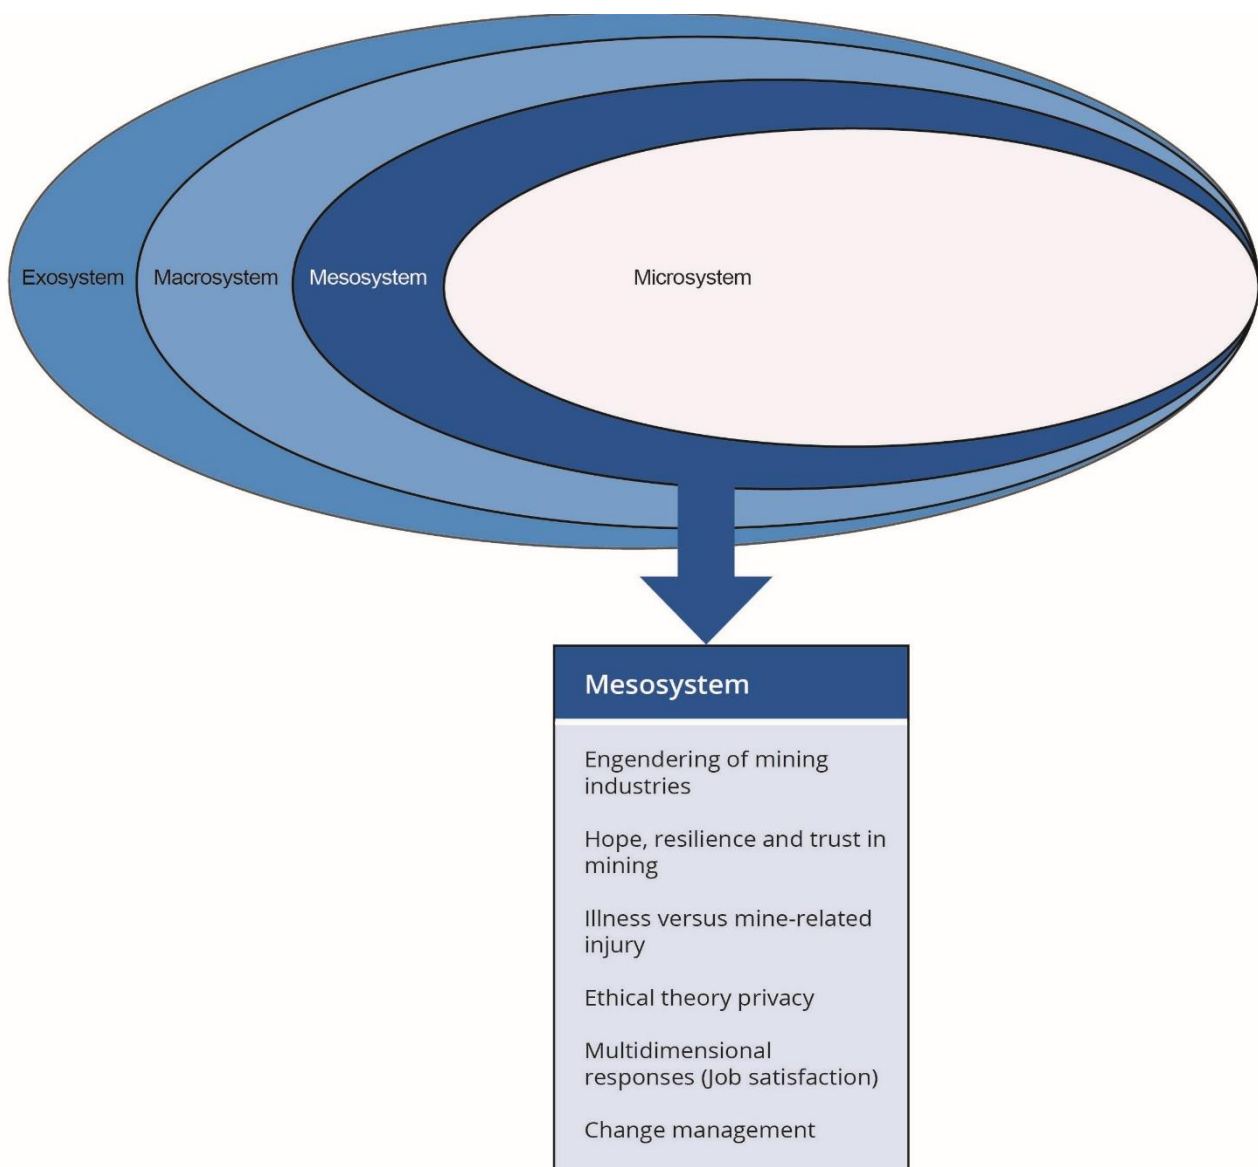 Exosystem
Macrosystem
Mesosystem
Microsystem
Mesosystem
Engendering of mining
industries
Hope, resilience and trust in
mining
Illness versus mine-related
injury
Ethical theory privacy
Multidimensional
responses (Job satisfaction)
Change management